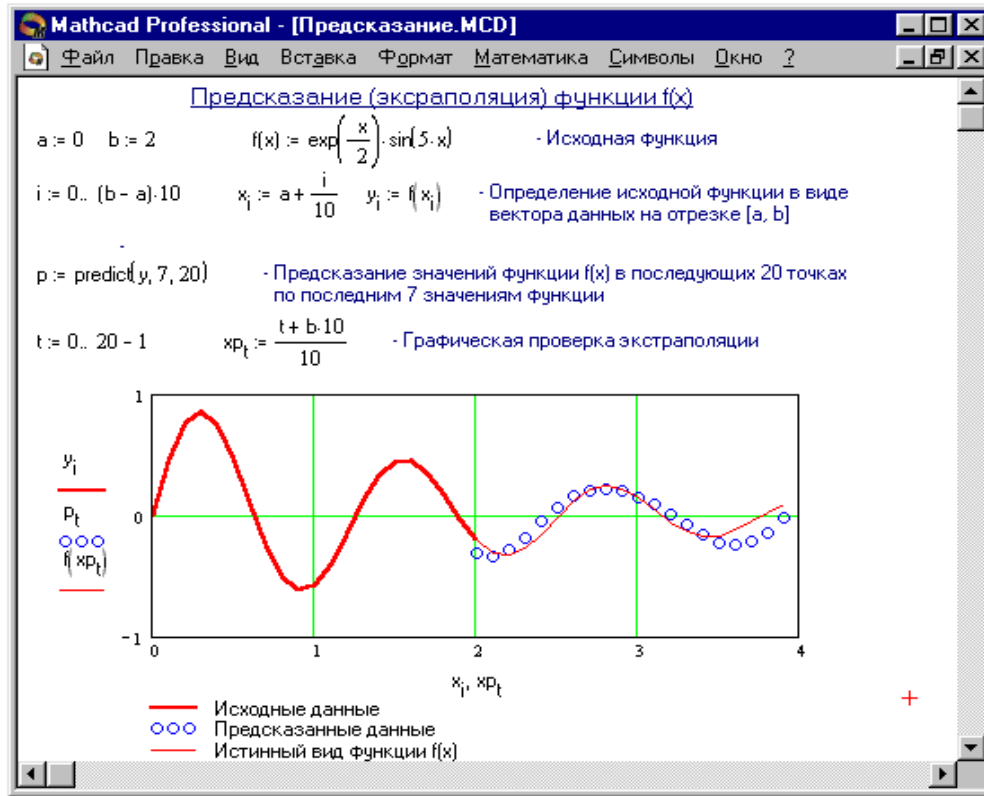 Mathcad Professional - [Предсказание.MCD]
Файл Правка Вид Вставка Формат Математика Символы Окно ?
Предсказание (эксраполяция) функции f(x)
a := 0 b := 2 f(x) := exp(-x/2)·sin(5·x) - Исходная функция
i := 0.. (b - a)·10 x_i := a + i/10 y_i := f(x_i) - Определение исходной функции в виде
вектора данных на отрезке [a, b]
p := predict(y, 7, 20) - Предсказание значений функции f(x) в последующих 20 точках
по последним 7 значениям функции
t := 0.. 20 - 1 xp_t := (t + b·10)/10 - Графическая проверка экстраполяции
1
y_i
p_t
0
f(xp_t)
-1
0 1 2 3 4
x_i, xp_t
Исходные данные
Предсказанные данные
Истинный вид функции f(x)